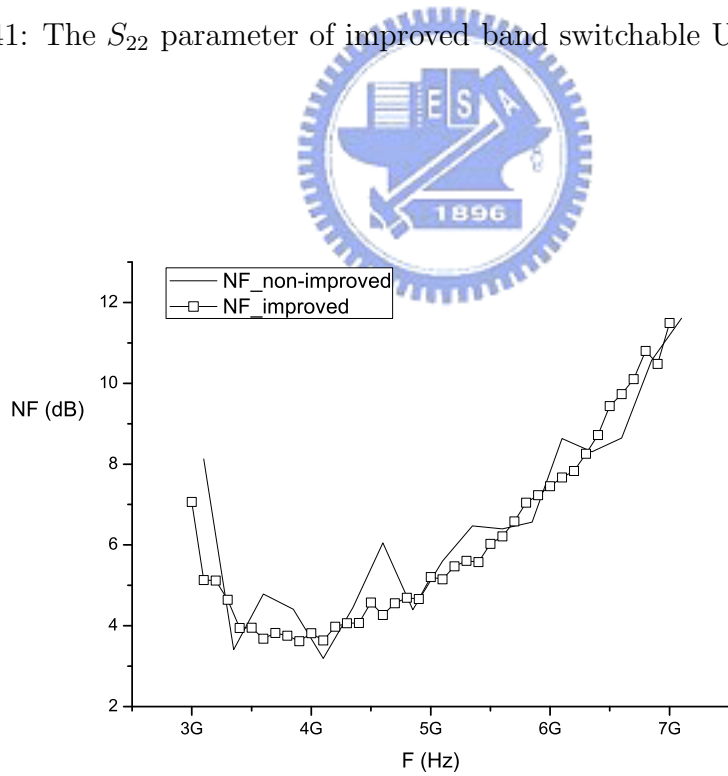 41: The S₂₂ parameter of improved band switchable U
E S A
1896
NF_non-improved
NF_improved
12
10
NF (dB)
8
6
4
2
3G 4G 5G 6G 7G
F (Hz)